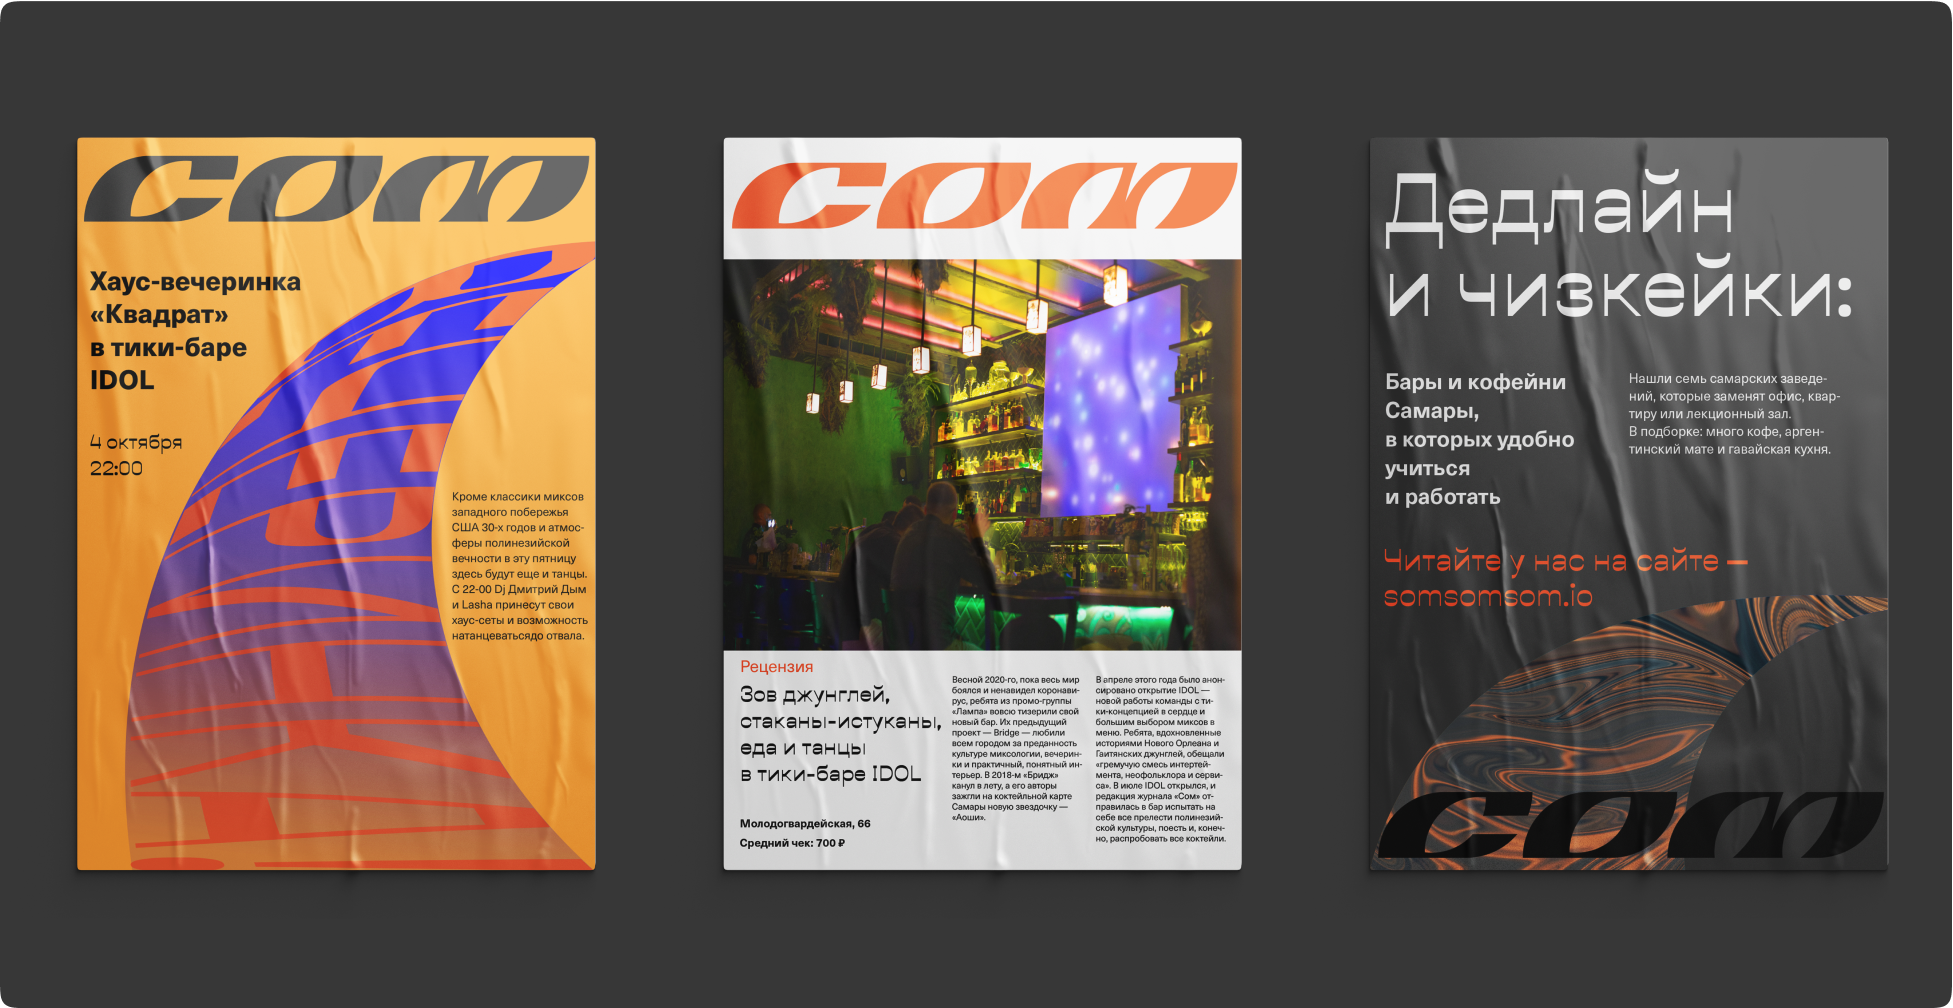 сom
Хаус-вечеринка
«Квадрат»
в тики-баре
IDOL
4 октября
22:00
Кроме классики миксов
западного побережья
США 30-х годов и атмос-
феры полинезийской
вечности в эту пятницу
здесь будут еще и танцы.
С 22-00 Dj Дмитрий Дым
и Lasha принесут свои
хаус-сеты и возможность
натанцеватьсядо отвала.
сom
Рецензия
Зов джунглей,
стаканы-истуканы,
еда и танцы
в тики-баре IDOL
Молодогвардейская, 66
Средний чек: 700 ₽
Весной 2020-го, пока весь мир
боялся и ненавидел коронави-
рус, ребята из промо-группы
«Лампа» вовсю тизерили свой
новый бар. Их предыдущий
проект — Bridge — любили
всем городом за преданность
культуре миксологии, вечерин-
ки и практичный, понятный ин-
терьер. В 2018-м «Бридж»
канул в лету, а его авторы
зажгли на коктейльной карте
Самары новую звездочку —
«Аоши».
В апреле этого года было анон-
сировано открытие IDOL —
новой работы команды с ти-
ки-концепцией в сердце и
большим выбором миксов в
меню. Ребята, вдохновленные
историями Нового Орлеана и
Гаитянских джунглей, обещали
«гремучую смесь интертей-
мента, неофольклора и серви-
са». В июле IDOL открылся, и
редакция журнала «Сом» от-
правилась в бар испытать на
себе все прелести полинезий-
ской культуры, поесть и, конеч-
но, распробовать все коктейли.
Дедлайн
и чизкейки:
Бары и кофейни
Самары,
в которых удобно
учиться
и работать
Нашли семь самарских заведе-
ний, которые заменят офис, квар-
тиру или лекционный зал.
В подборке: много кофе, арген-
тинский мате и гавайская кухня.
Читайте у нас на сайте —
somsomsom.io
сom